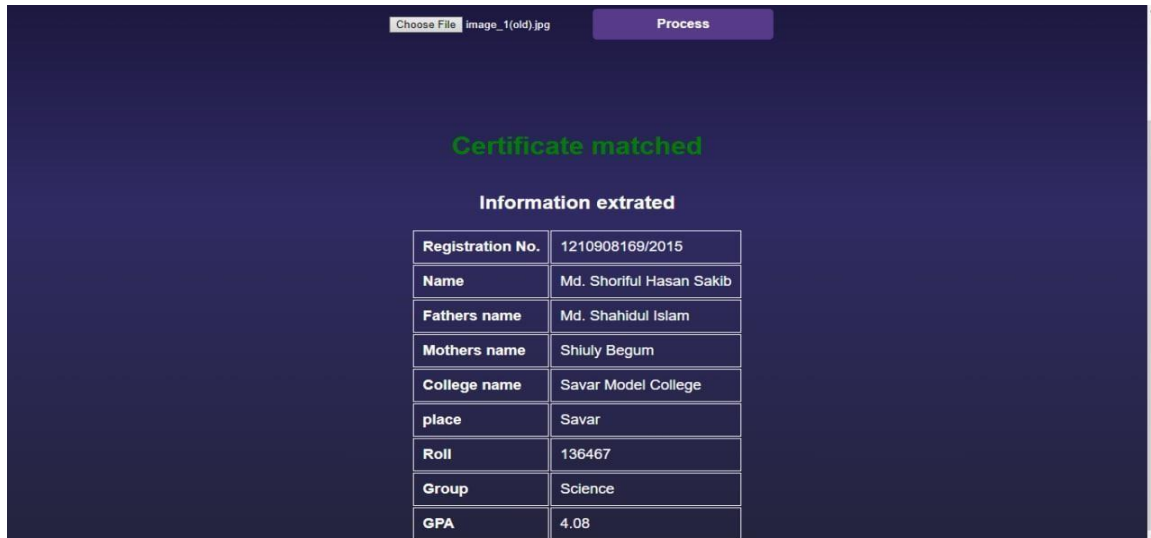 Choose File image_1(old).jpg Process
Certificate matched
Information extrated
Registration No. 1210908169/2015
Name Md. Shoriful Hasan Sakib
Fathers name Md. Shahidul Islam
Mothers name Shiuly Begum
College name Savar Model College
place Savar
Roll 136467
Group Science
GPA 4.08